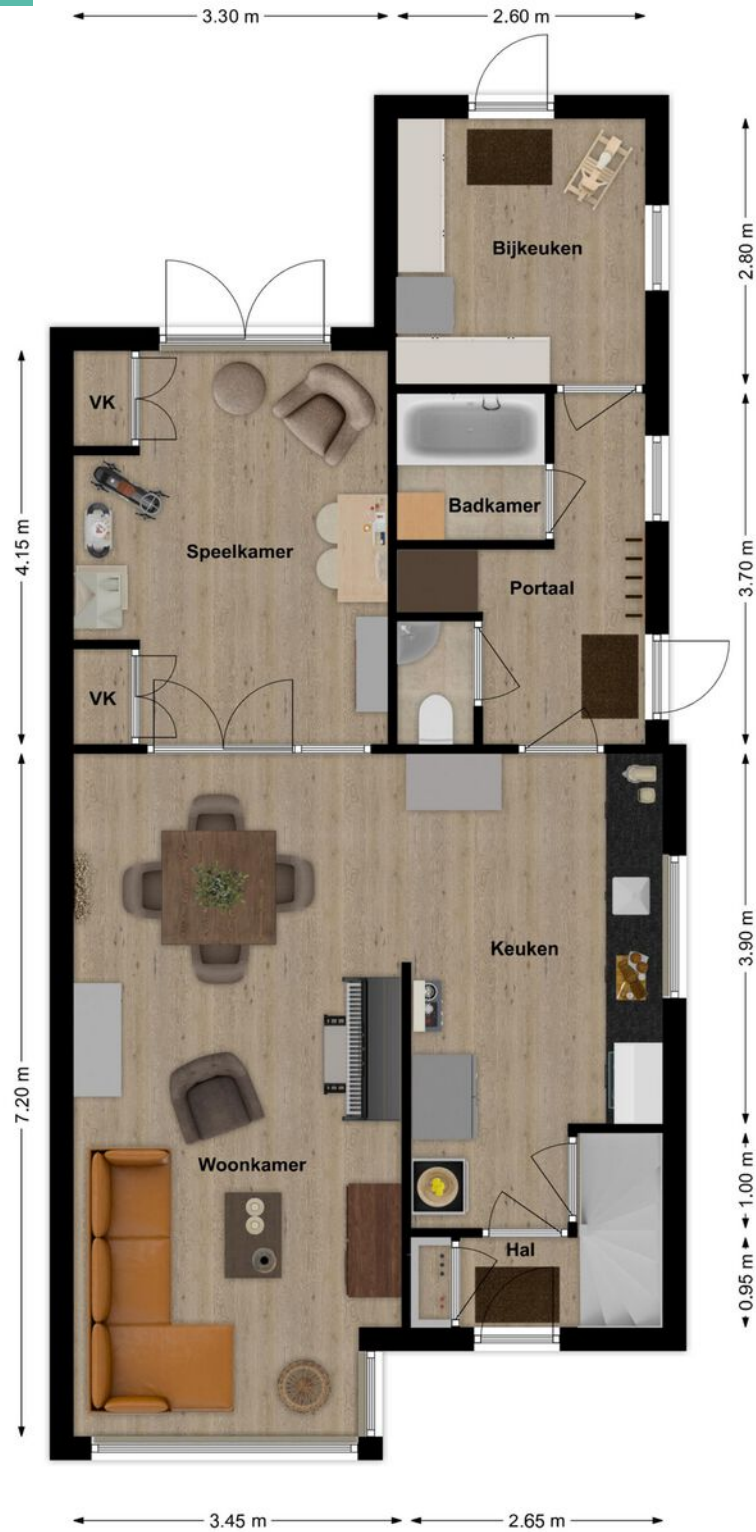 3.30 m
2.60 m
Bijkeuken
2.80 m
VK
Badkamer
Speelkamer
4.15 m
Portaal
3.70 m
VK
Keuken
3.90 m
7.20 m
Woonkamer
1.00 m
Hal
0.95 m
3.45 m
2.65 m